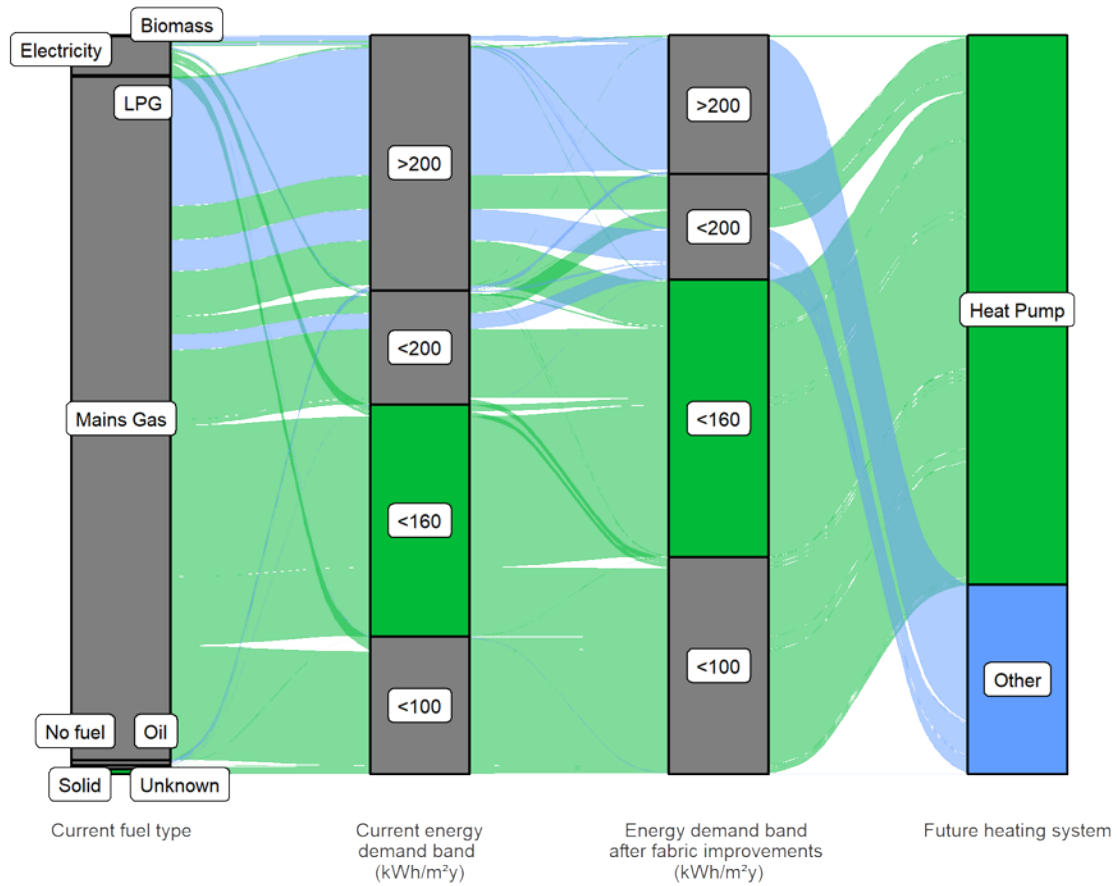 Biomass
Electricity
LPG
>200
>200
<200
Heat Pump
<200
Mains Gas
<160
<160
Other
<100
<100
No fuel
Oil
Solid
Unknown
Current fuel type
Current energy
demand band
(kWh/m²y)
Energy demand band
after fabric improvements
(kWh/m²y)
Future heating system